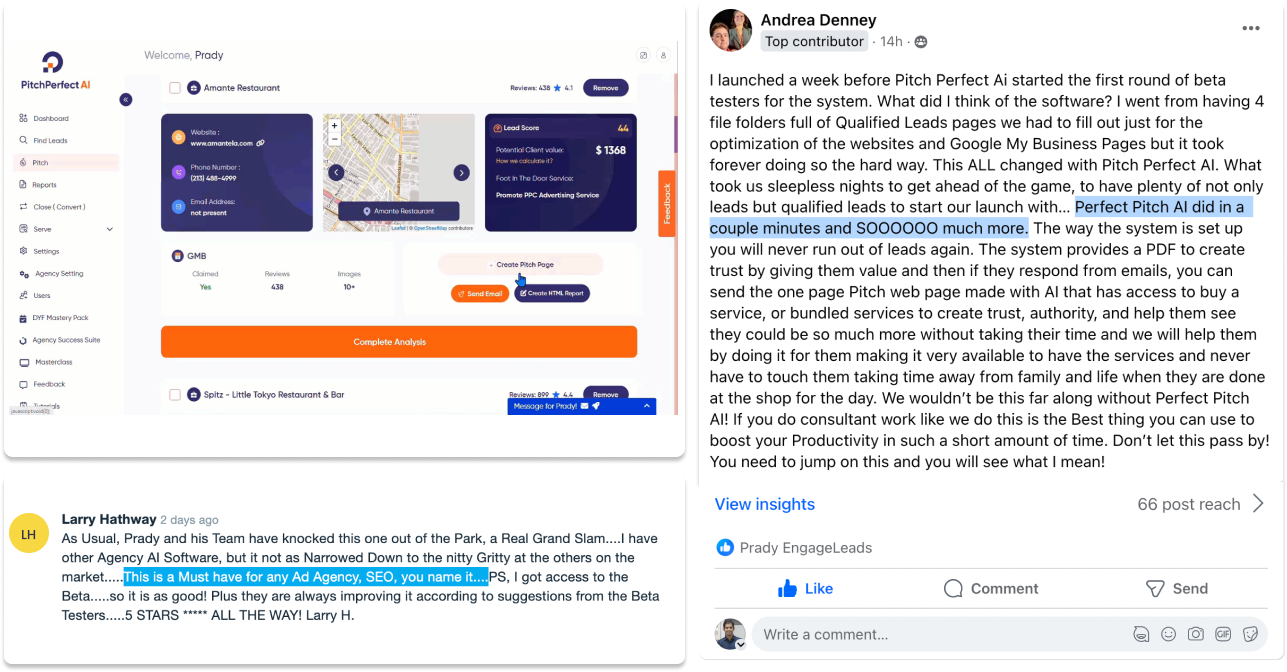 Welcome, Prady
PitchPerfect AI
Dashboard
Find Leads
Pitch
Reports
Close ( Convert )
Serve
Settings
Agency Setting
Users
DYF Mastery Pack
Agency Success Suite
Masterclass
Feedback
Tutorials
javascript:void(0)
Amante Restaurant
Reviews: 438 ★ 4.1
Remove
Website :
www.amantela.com
Phone Number :
(213) 488-4999
Email Address:
not present
+
−
Amante Restaurant
Leaflet | © OpenStreetMap contributors
Lead Score 44
Potential Client value: $ 1368
How we calculate it?
Foot In The Door Service:
Promote PPC Advertising Service
Feedback
GMB
Claimed Reviews Images
Yes 438 10+
Create Pitch Page
Send Email
Create HTML Report
Complete Analysis
Spitz - Little Tokyo Restaurant & Bar
Reviews: 899 ★ 4.4
Remove
Message for Prady!
LH
Larry Hathway 2 days ago
As Usual, Prady and his Team have knocked this one out of the Park, a Real Grand Slam....I have
other Agency AI Software, but it not as Narrowed Down to the nitty Gritty at the others on the
market.....This is a Must have for any Ad Agency, SEO, you name it....PS, I got access to the
Beta.....so it is as good! Plus they are always improving it according to suggestions from the Beta
Testers.....5 STARS ***** ALL THE WAY! Larry H.
Andrea Denney
Top contributor · 14h ·
I launched a week before Pitch Perfect Ai started the first round of beta
testers for the system. What did I think of the software? I went from having 4
file folders full of Qualified Leads pages we had to fill out just for the
optimization of the websites and Google My Business Pages but it took
forever doing so the hard way. This ALL changed with Pitch Perfect AI. What
took us sleepless nights to get ahead of the game, to have plenty of not only
leads but qualified leads to start our launch with... Perfect Pitch AI did in a
couple minutes and SOOOOOO much more. The way the system is set up
you will never run out of leads again. The system provides a PDF to create
trust by giving them value and then if they respond from emails, you can
send the one page Pitch web page made with AI that has access to buy a
service, or bundled services to create trust, authority, and help them see
they could be so much more without taking their time and we will help them
by doing it for them making it very available to have the services and never
have to touch them taking time away from family and life when they are done
at the shop for the day. We wouldn't be this far along without Perfect Pitch
AI! If you do consultant work like we do this is the Best thing you can use to
boost your Productivity in such a short amount of time. Don't let this pass by!
You need to jump on this and you will see what I mean!
View insights
66 post reach
Prady EngageLeads
Like
Comment
Send
Write a comment...
GIF